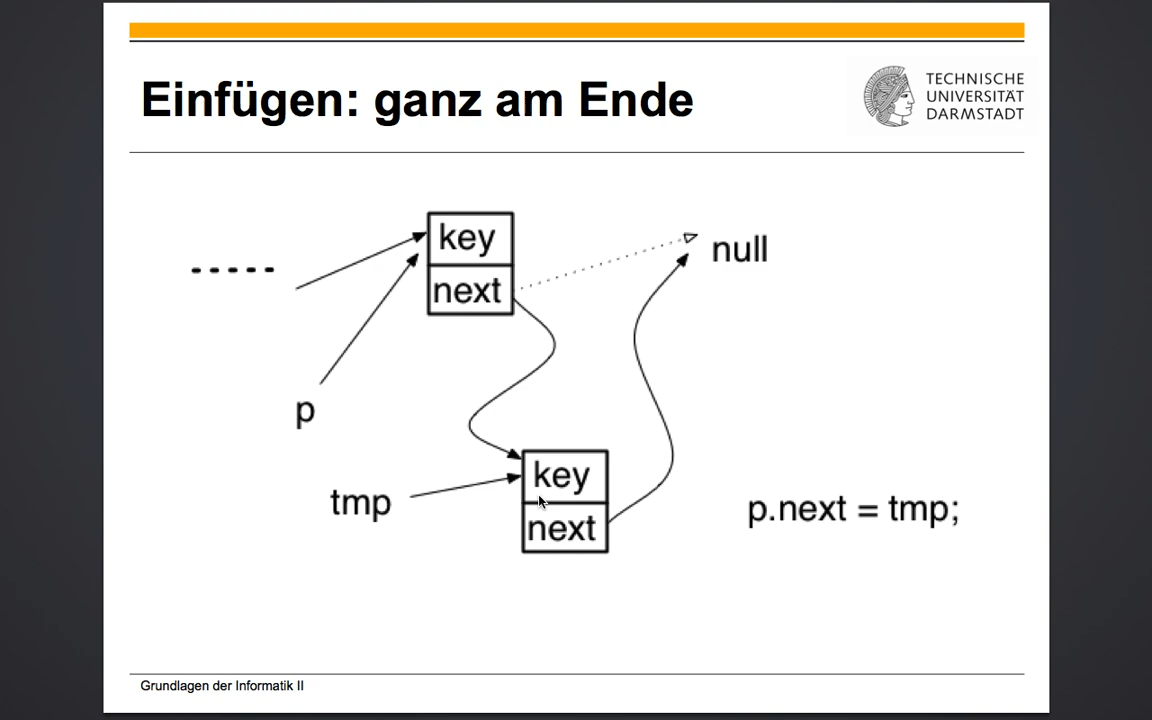 Einfügen: ganz am Ende
TECHNISCHE
UNIVERSITÄT
DARMSTADT
key
next
null
p
tmp
key
next
p.next = tmp;
Grundlagen der Informatik II